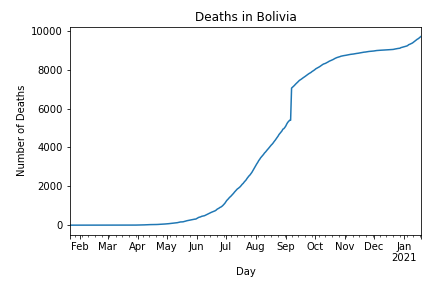 Deaths in Bolivia
Number of Deaths
10000
8000
6000
4000
2000
0
Feb Mar Apr May Jun Jul Aug Sep Oct Nov Dec Jan
2021
Day